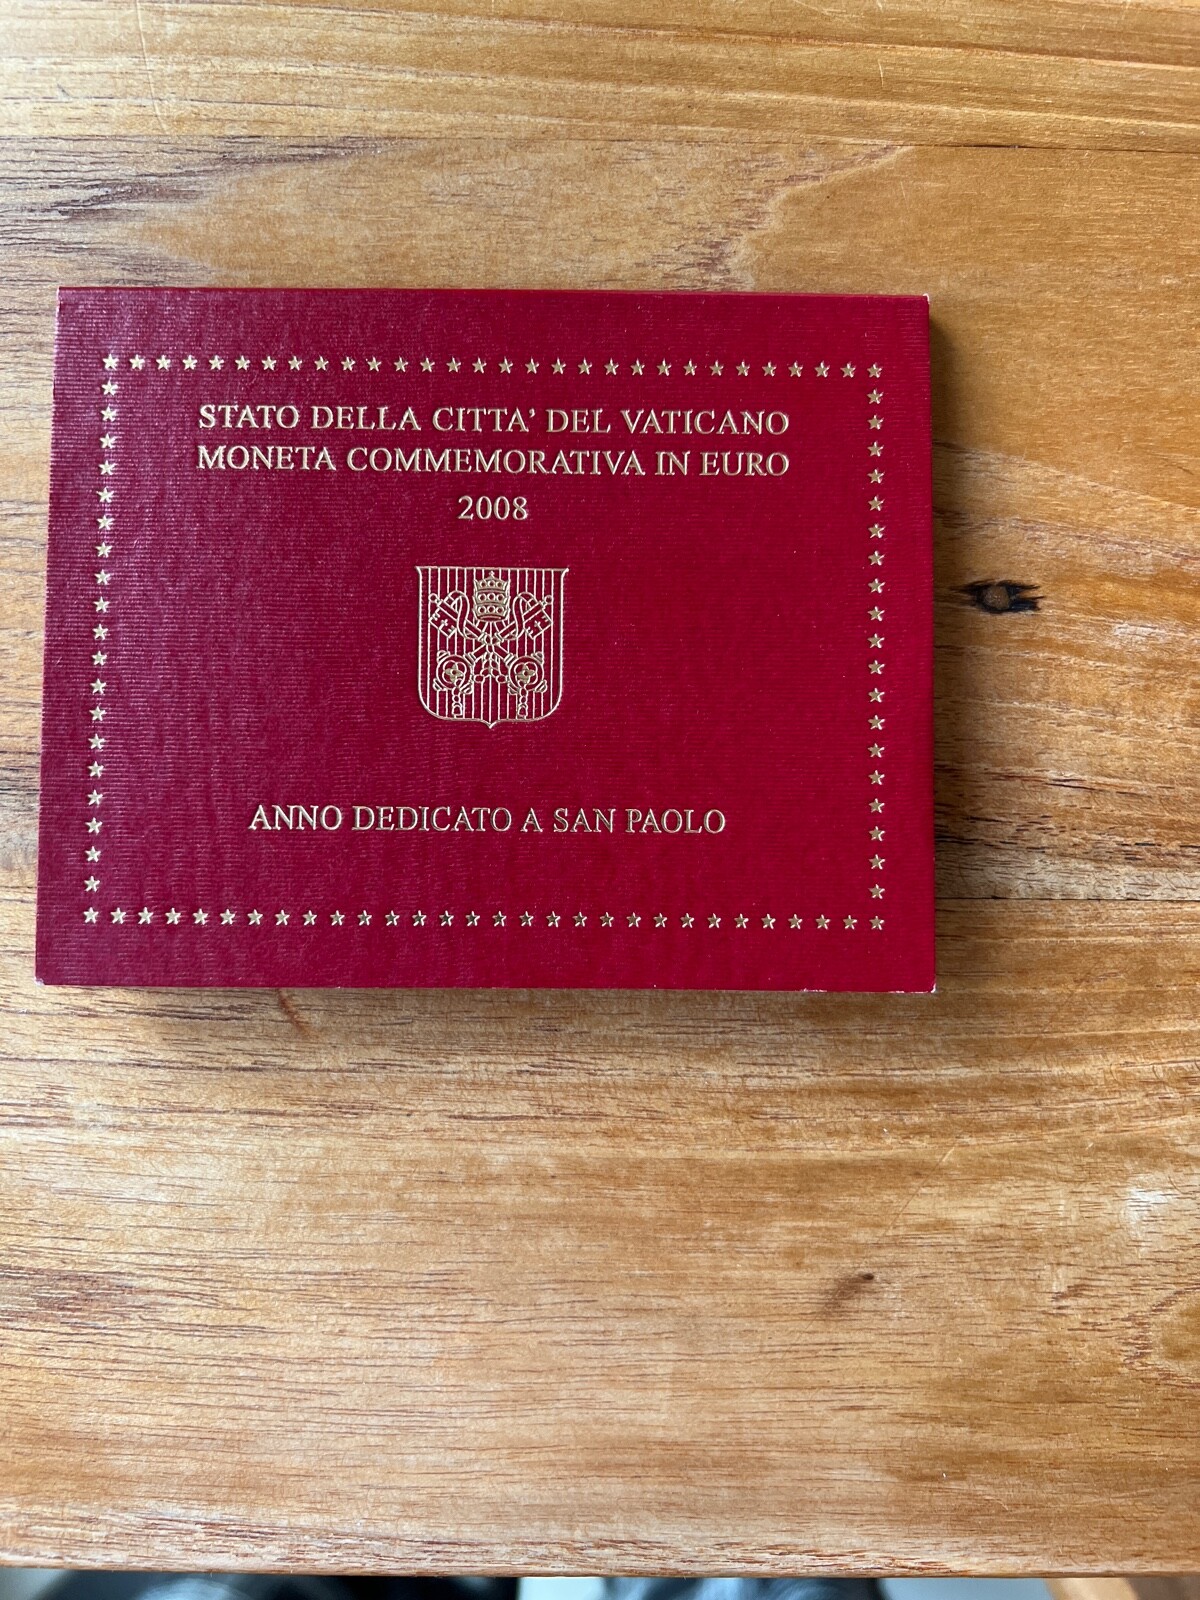 STATO DELLA CITTA' DEL VATICANO
MONETA COMMEMORATIVA IN EURO
2008
ANNO DEDICATO A SAN PAOLO